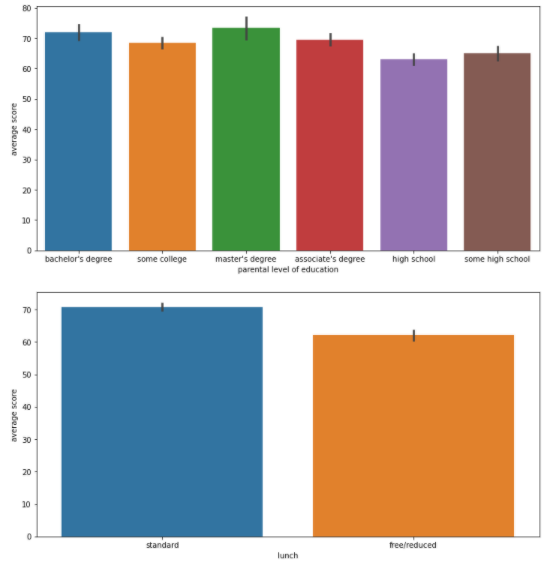 80
70
60
50
40
30
20
10
0
average score
bachelor's degree some college master's degree associate's degree high school some high school
parental level of education
70
60
50
40
30
20
10
0
average score
standard free/reduced
lunch